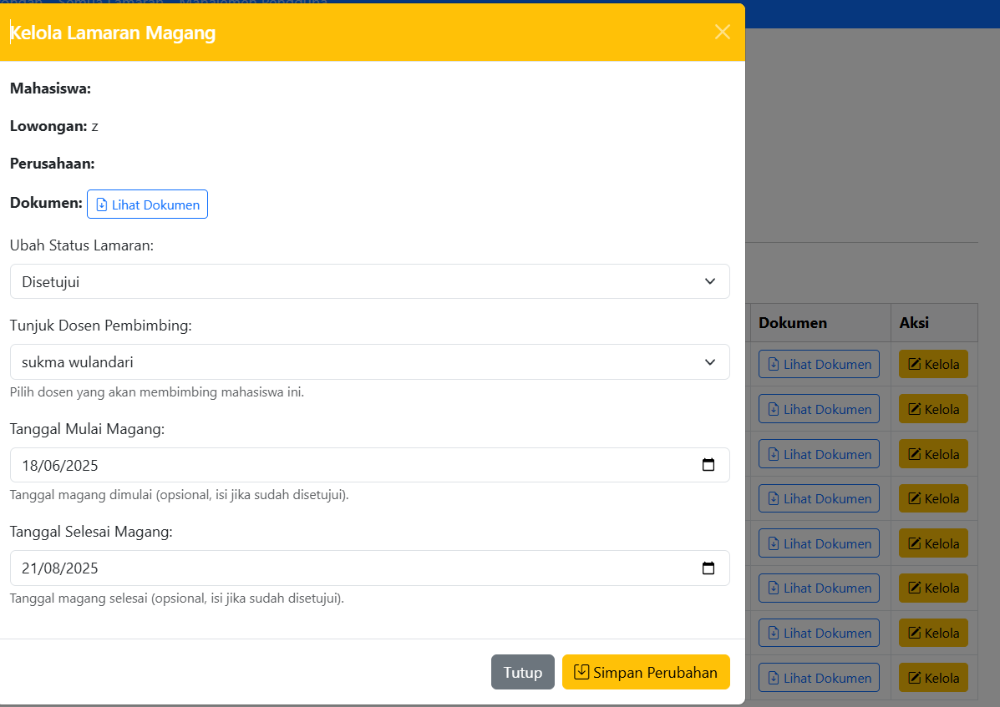 Semua Lamaran Manajemen Pengguna
Kelola Lamaran Magang
Mahasiswa:
Lowongan: z
Perusahaan:
Dokumen: Lihat Dokumen
Ubah Status Lamaran:
Disetujui
Tunjuk Dosen Pembimbing:
sukma wulandari
Pilih dosen yang akan membimbing mahasiswa ini.
Tanggal Mulai Magang:
18/06/2025
Tanggal magang dimulai (opsional, isi jika sudah disetujui).
Tanggal Selesai Magang:
21/08/2025
Tanggal magang selesai (opsional, isi jika sudah disetujui).
Tutup Simpan Perubahan
Dokumen Aksi
Lihat Dokumen Kelola
Lihat Dokumen Kelola
Lihat Dokumen Kelola
Lihat Dokumen Kelola
Lihat Dokumen Kelola
Lihat Dokumen Kelola
Lihat Dokumen Kelola
Lihat Dokumen Kelola